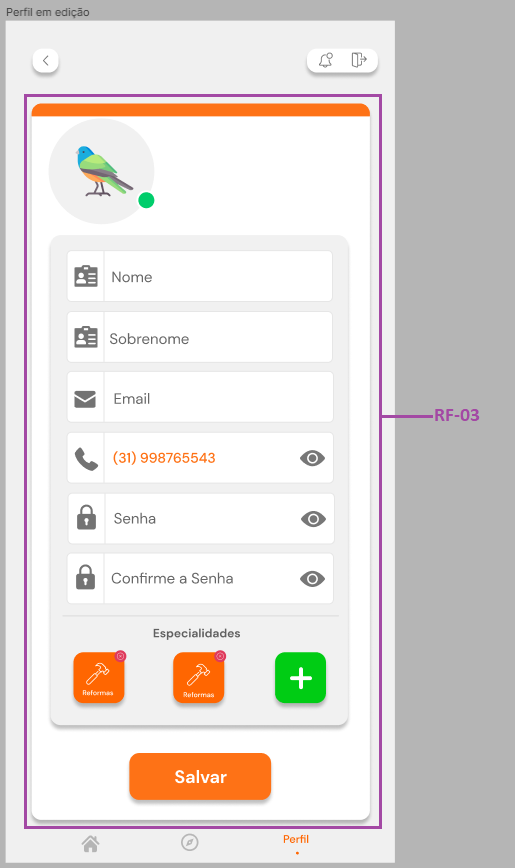 Perfil em edição
Nome
Sobrenome
Email
(31) 998765543
RF-03
Senha
Confirme a Senha
Especialidades
Reformas
Reformas
Salvar
Perfil